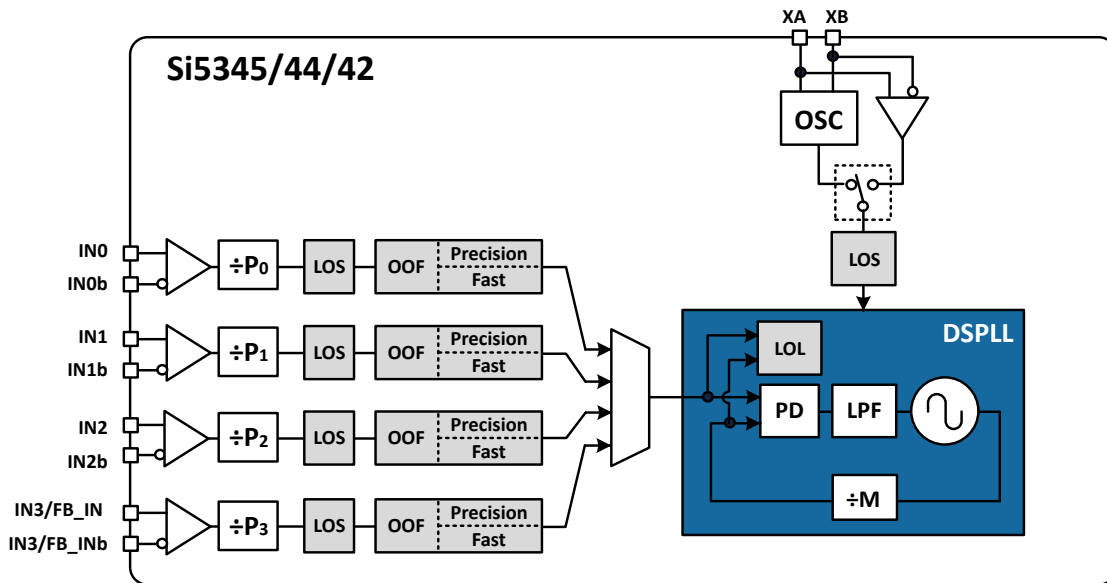 XA XB
Si5345/44/42
OSC
LOS
IN0
IN0b
÷P0
LOS
OOF
Precision
Fast
IN1
IN1b
÷P1
LOS
OOF
Precision
Fast
IN2
IN2b
÷P2
LOS
OOF
Precision
Fast
IN3/FB_IN
IN3/FB_INb
÷P3
LOS
OOF
Precision
Fast
DSPLL
LOL
PD
LPF
÷M